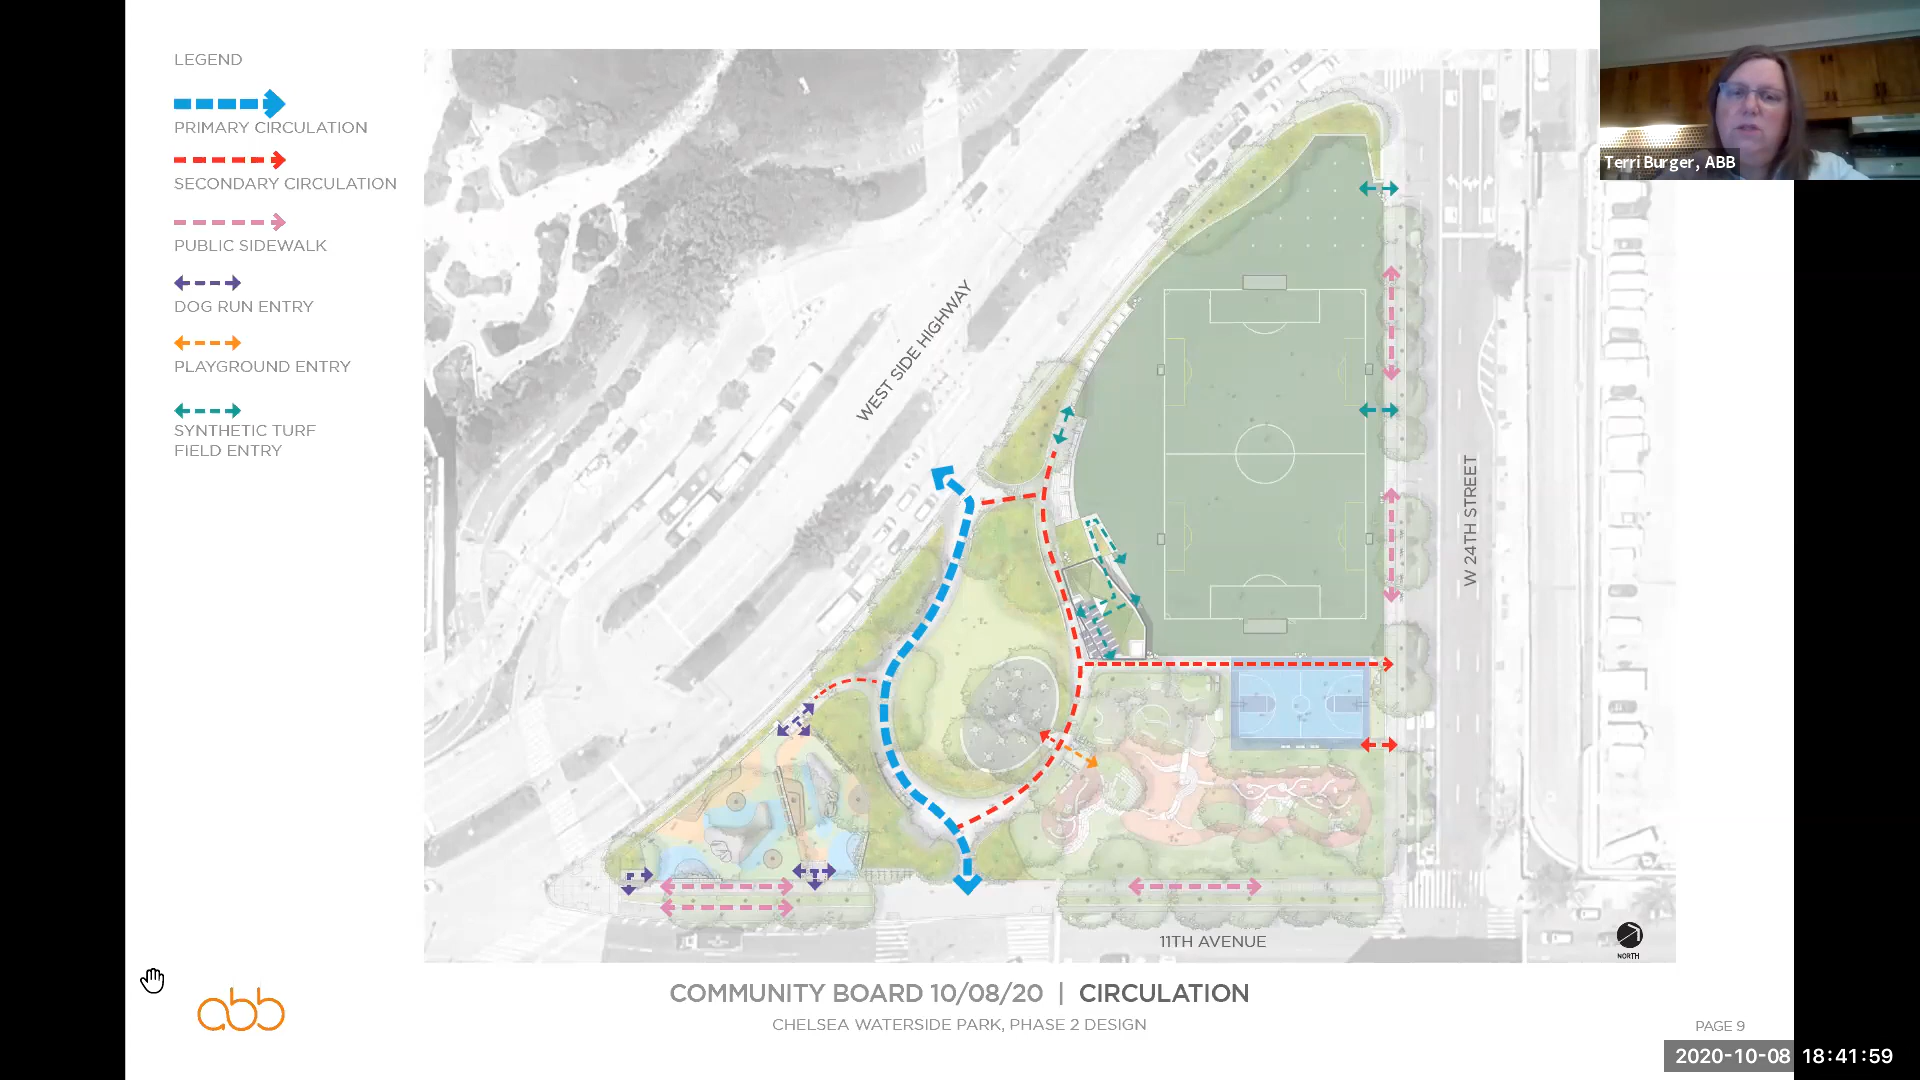 LEGEND
PRIMARY CIRCULATION
SECONDARY CIRCULATION
PUBLIC SIDEWALK
DOG RUN ENTRY
PLAYGROUND ENTRY
SYNTHETIC TURF
FIELD ENTRY
WEST SIDE HIGHWAY
W 24TH STREET
11TH AVENUE
NORTH
Terri Burger, ABB
abb
COMMUNITY BOARD 10/08/20 | CIRCULATION
CHELSEA WATERSIDE PARK, PHASE 2 DESIGN
PAGE 9
2020-10-08 18:41:59